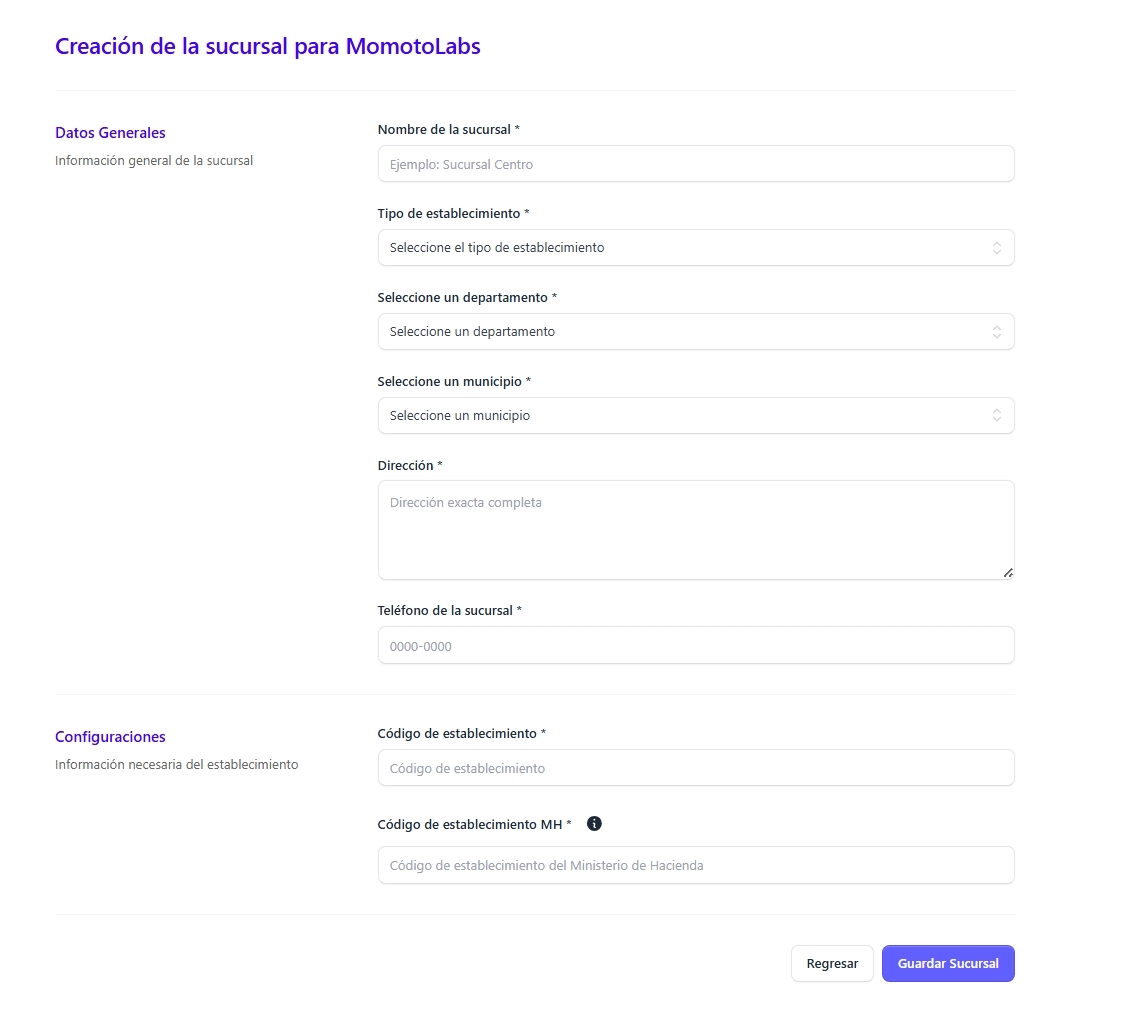 Creación de la sucursal para MomotoLabs
Datos Generales
Información general de la sucursal
Nombre de la sucursal *
Ejemplo: Sucursal Centro
Tipo de establecimiento *
Seleccione el tipo de establecimiento
Seleccione un departamento *
Seleccione un departamento
Seleccione un municipio *
Seleccione un municipio
Dirección *
Dirección exacta completa
Teléfono de la sucursal *
0000-0000
Configuraciones
Información necesaria del establecimiento
Código de establecimiento *
Código de establecimiento
Código de establecimiento MH *
Código de establecimiento del Ministerio de Hacienda
Regresar
Guardar Sucursal